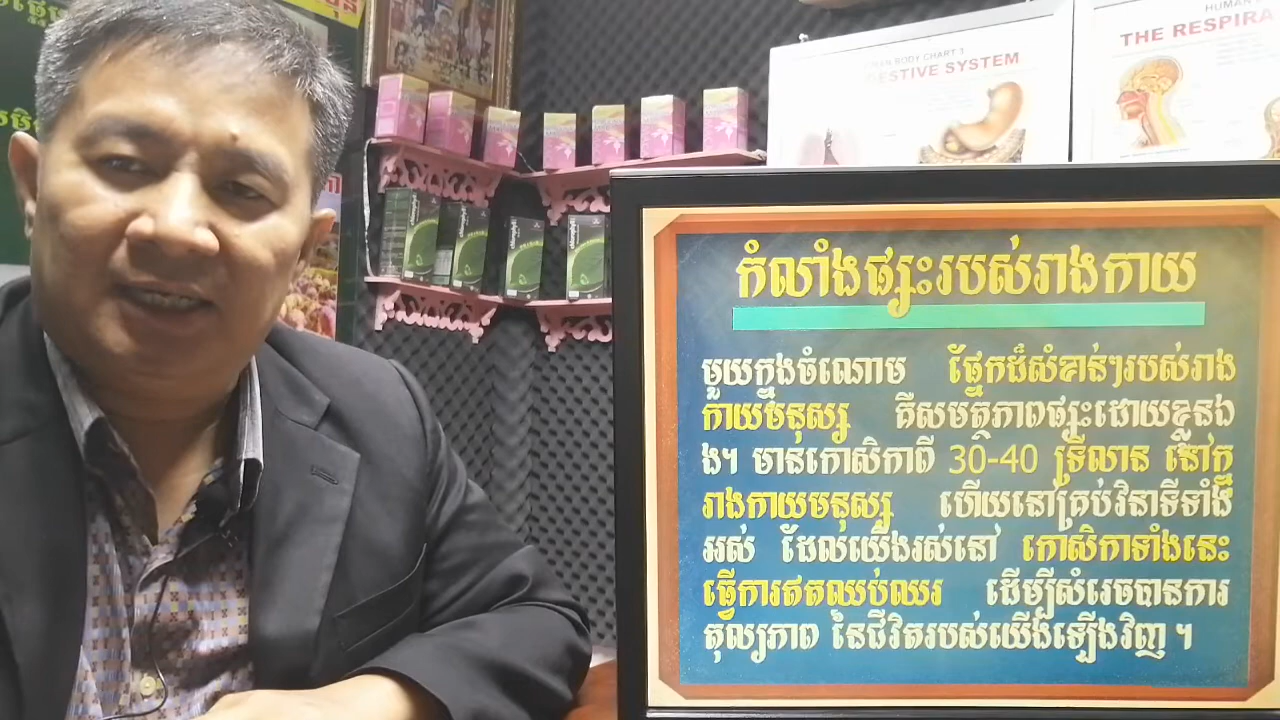 HUMAN
THE RESPIRA
BODY CHART 1
ESTIVE SYSTEM
កំលាំងផ្សះរបស់រាងកាយ
មួយក្នុងចំណោម ផ្នែកដ៏សំខាន់ៗរបស់រាង
កាយមនុស្ស គឺសមត្ថភាពផ្សះដោយខ្លួនឯ
ង។ មានកោសិកាពី 30-40 ទ្រីលាន នៅក្នុ
រាងកាយមនុស្ស ហើយនៅគ្រប់វិនាទីទាំង
អរស់ ដែលយើងរស់នៅ កោសិកាទាំងនេះ
ធ្វើការឥតឈប់ឈរ ដើម្បីសំរេចបានការ
តុល្យភាព នៃជីវិតរបស់យើងឡើងវិញ។